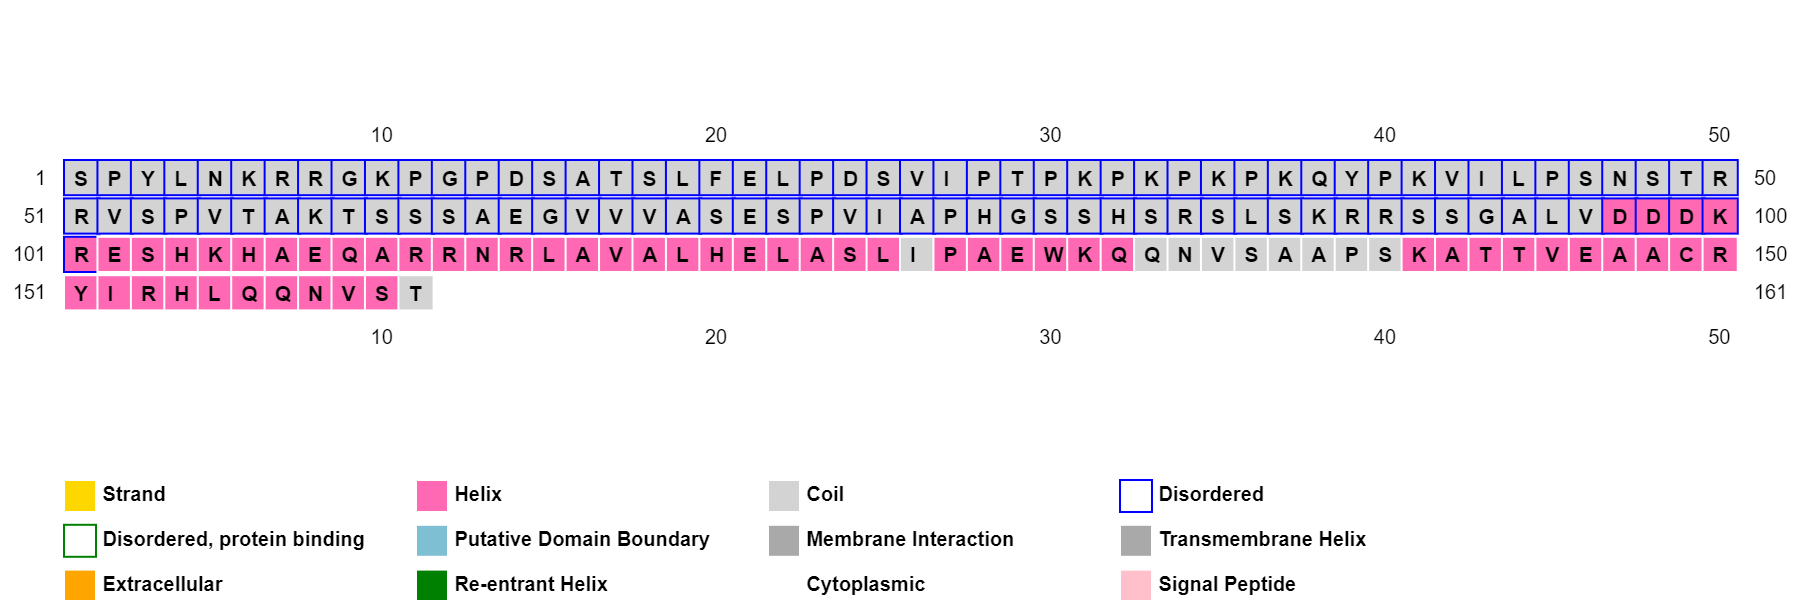 10 20 30 40 50
1 S P Y L N K R R G K P G P D S A T S L F E L P D S V I P T P K P K P K P K Q Y P K V I L P S N S T R 50
51 R V S P V T A K T S S S A E G V V V A S E S P V I A P H G S S H S R S L S K R R S S G A L V D D D K 100
101 R E S H K H A E Q A R R N R L A V A L H E L A S L I P A E W K Q Q N V S A A P S K A T T V E A A C R 150
151 Y I R H L Q Q N V S T 161
10 20 30 40 50
Strand Helix Coil Disordered
Disordered, protein binding Putative Domain Boundary Membrane Interaction Transmembrane Helix
Extracellular Re-entrant Helix Cytoplasmic Signal Peptide